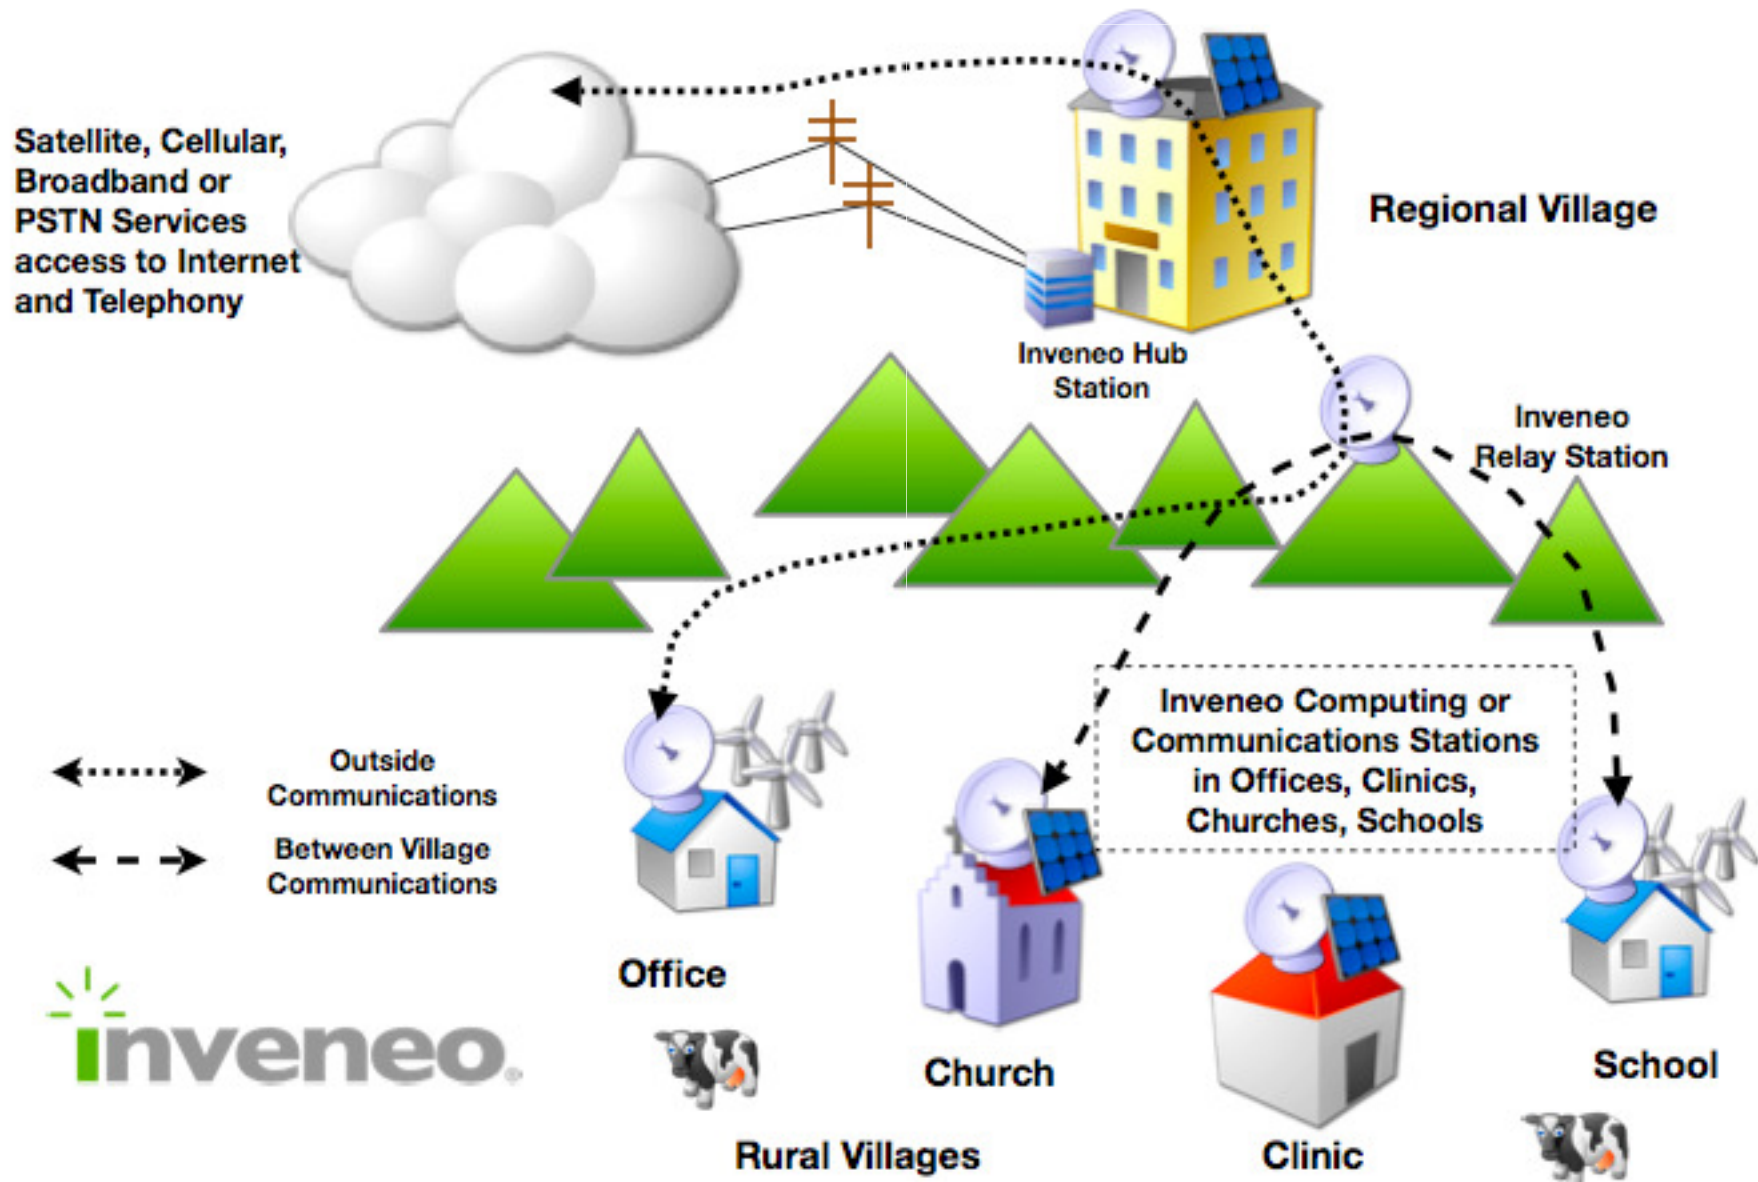 Satellite, Cellular,
Broadband or
PSTN Services
access to Internet
and Telephony
Regional Village
Inveneo Hub
Station
Inveneo
Relay Station
Inveneo Computing or
Communications Stations
in Offices, Clinics,
Churches, Schools
Outside
Communications
Between Village
Communications
Office
Church
Clinic
School
Rural Villages
inveneo®